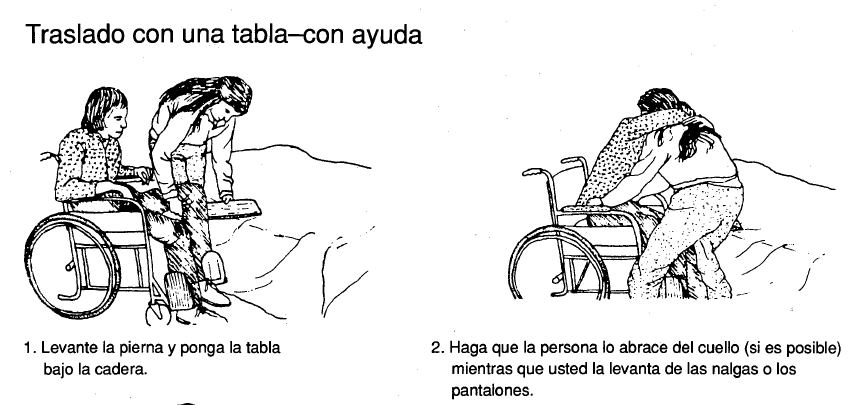 Traslado con una tabla–con ayuda
1. Levante la pierna y ponga la tabla
bajo la cadera.
2. Haga que la persona lo abrace del cuello (si es posible)
mientras que usted la levanta de las nalgas o los
pantalones.